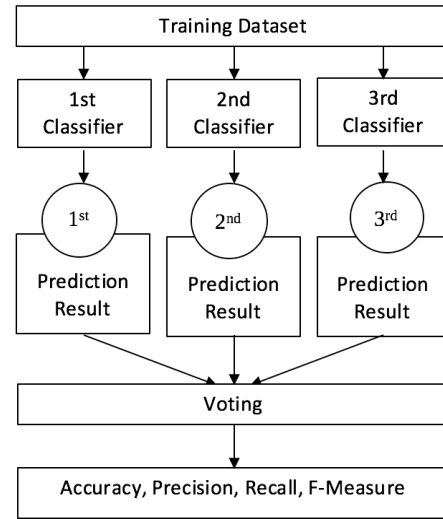 Training Dataset
1st
Classifier
2nd
Classifier
3rd
Classifier
1st
2nd
3rd
Prediction
Result
Prediction
Result
Prediction
Result
Voting
Accuracy, Precision, Recall, F-Measure